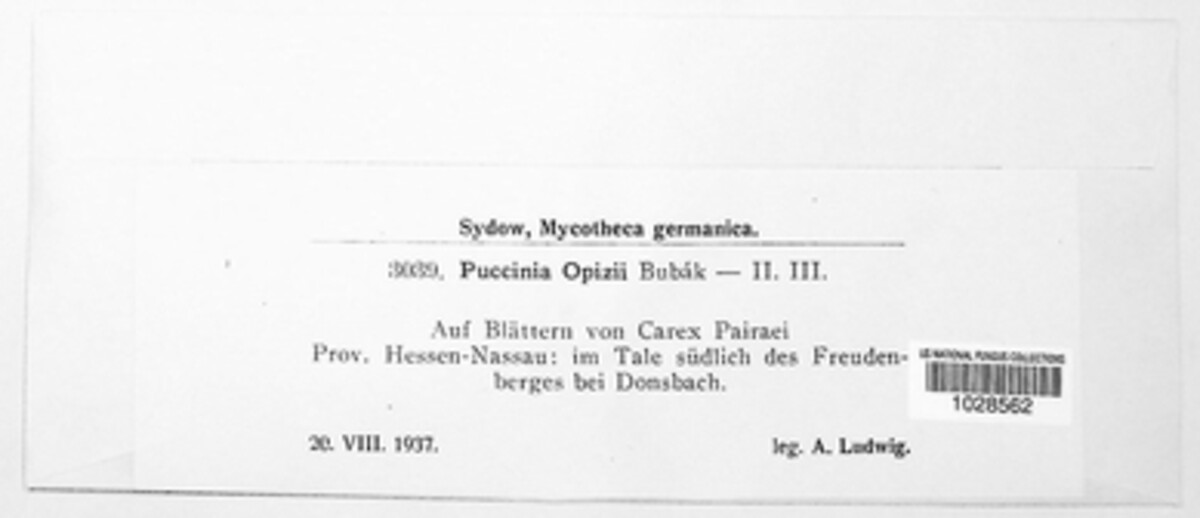 Sydow, Mycotheca germanica.
3039. Puccinia Opizii Bubák — II. III.
Auf Blättern von Carex Pairaei
Prov. Hessen-Nassau: im Tale südlich des Freuden-
berges bei Donsbach.
US NATIONAL FUNGUS COLLECTIONS
1028562
20. VIII. 1937.
leg. A. Ludwig.